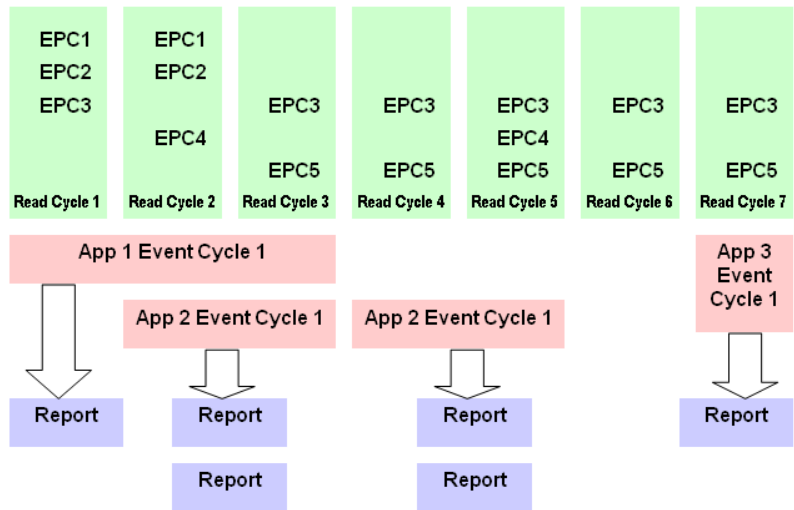 EPC1 EPC1
EPC2 EPC2
EPC3 EPC3 EPC3 EPC3 EPC3 EPC3
EPC4 EPC4
EPC5 EPC5 EPC5 EPC5 EPC5
Read Cycle 1 Read Cycle 2 Read Cycle 3 Read Cycle 4 Read Cycle 5 Read Cycle 6 Read Cycle 7
App 1 Event Cycle 1
App 3
Event
Cycle 1
App 2 Event Cycle 1 App 2 Event Cycle 1
Report Report Report Report
Report Report